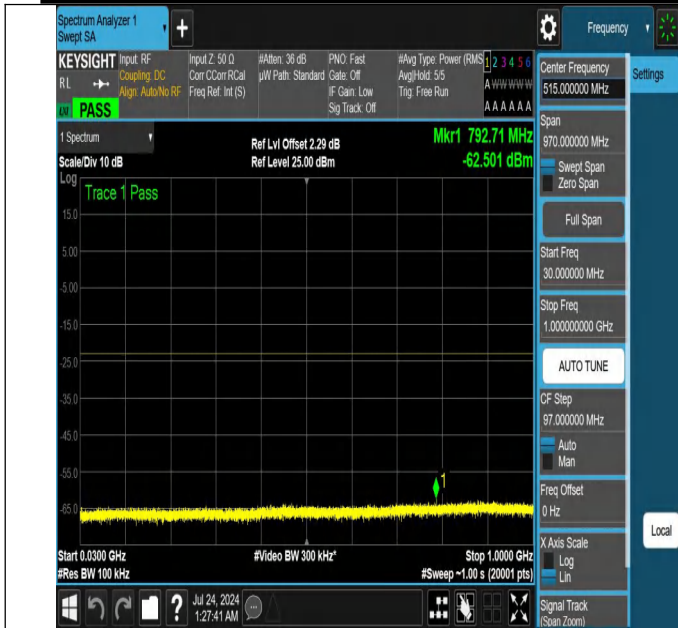 Spectrum Analyzer 1
Swept SA
+
Frequency
KEYSIGHT
RL
LXI
PASS
Input: RF
Coupling: DC
Align: Auto/No RF
Input Z: 50 Ω
Corr CCorr RCal
Freq Ref: Int (S)
#Atten: 36 dB
µW Path: Standard
PNO: Fast
Gate: Off
IF Gain: Low
Sig Track: Off
#Avg Type: Power (RMS
Avg|Hold: 5/5
Trig: Free Run
1 2 3 4 5 6
A W W W W W
A A A A A A
1 Spectrum
Scale/Div 10 dB
Ref Lvl Offset 2.29 dB
Ref Level 25.00 dBm
Mkr1 792.71 MHz
-62.501 dBm
Log
Trace 1 Pass
15.0
5.00
-5.00
-15.0
-25.0
-35.0
-45.0
-55.0
-65.0
1
Start 0.0300 GHz
#Res BW 100 kHz
#Video BW 300 kHz*
Stop 1.0000 GHz
#Sweep ~1.00 s (20001 pts)
Jul 24, 2024
1:27:41 AM
?
Center Frequency
515.000000 MHz
Span
970.000000 MHz
Swept Span
Zero Span
Full Span
Start Freq
30.000000 MHz
Stop Freq
1.000000000 GHz
AUTO TUNE
CF Step
97.000000 MHz
Auto
Man
Freq Offset
0 Hz
X Axis Scale
Log
Lin
Signal Track
(Span Zoom)
Settings
Local